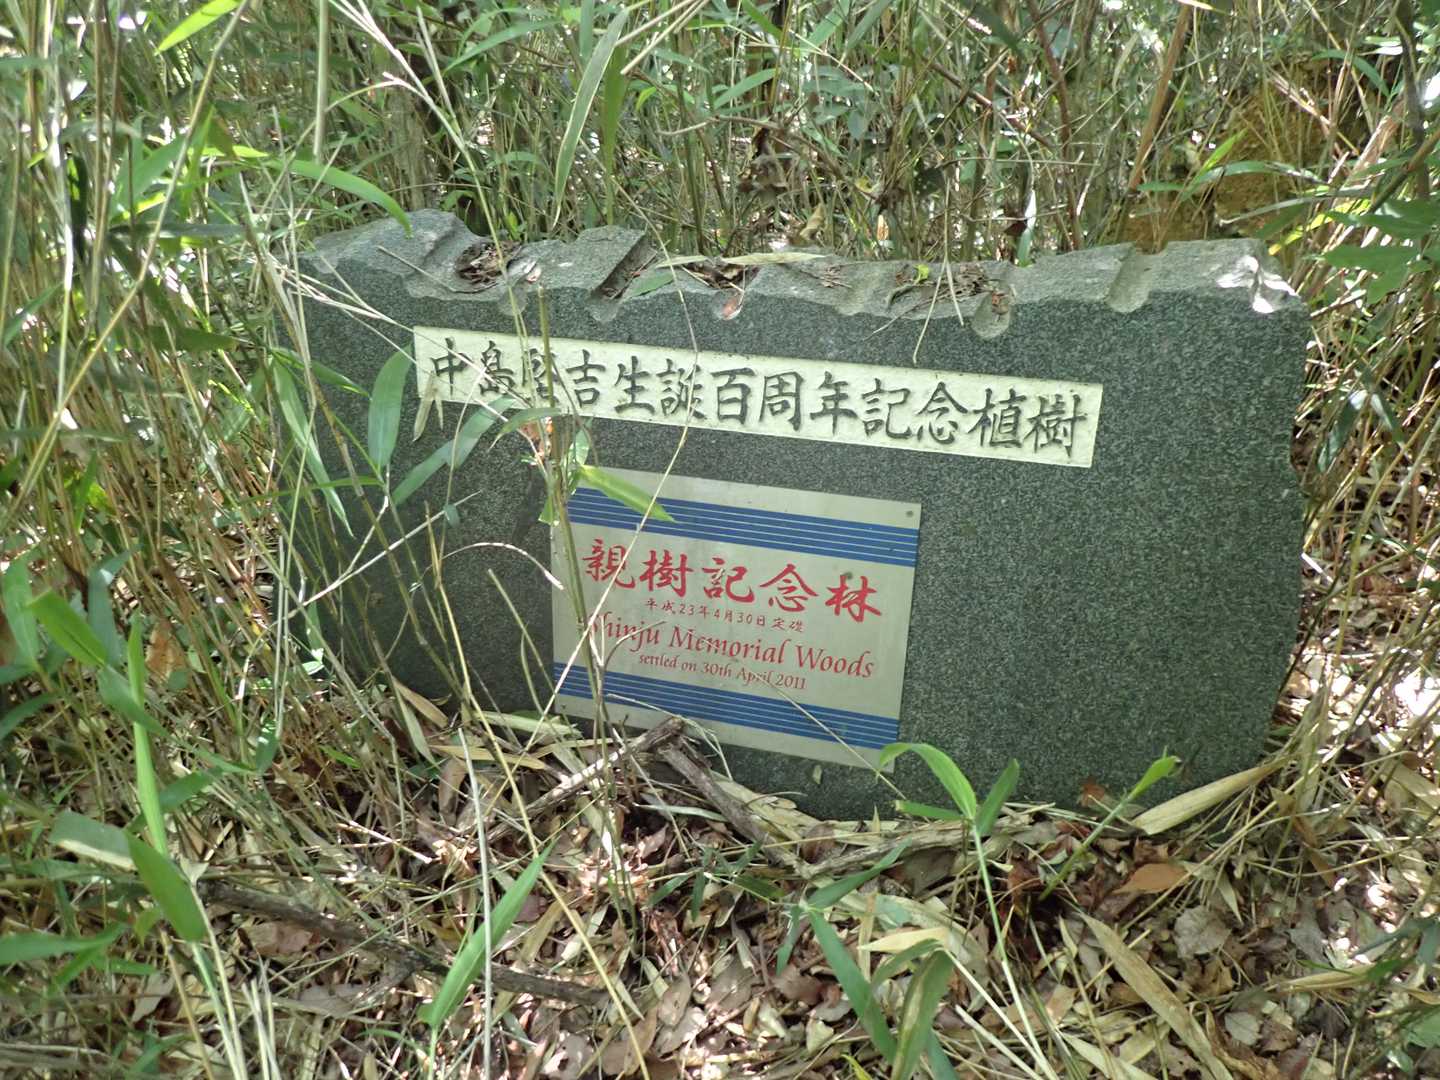 中島 吉生誕百周年記念植樹
親樹記念林
平成23年4月30日定礎
Shinju Memorial Woods
settled on 30th April 2011